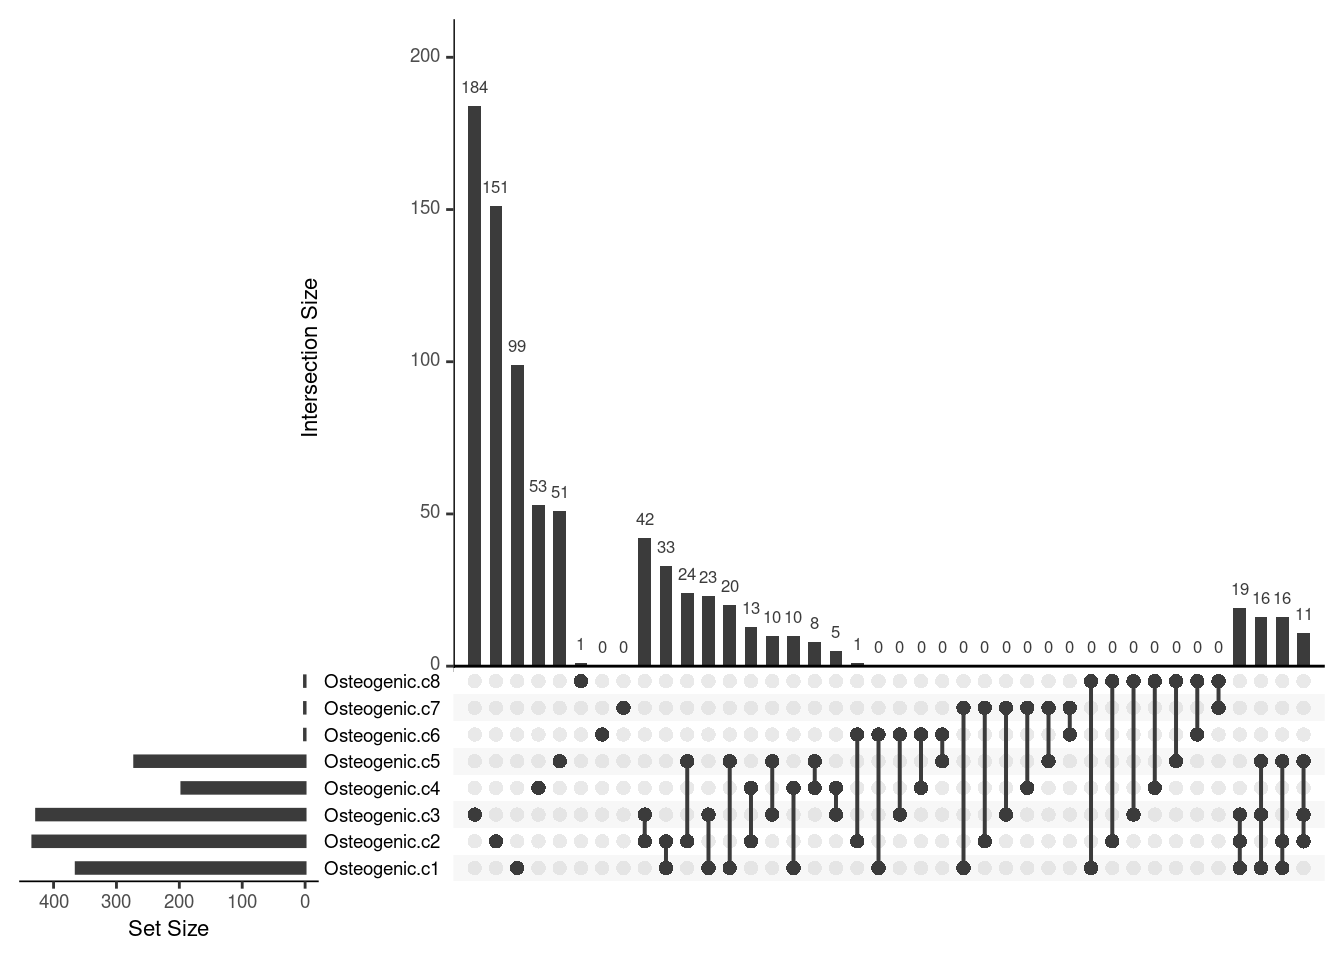 200
184
151
150
Intersection Size
99
100
53 51
50
42
33
24 23 20 13 10 10 8 5
19 16 16 11
0
1 0 0
1 0 0 0 0 0 0 0 0 0 0 0 0 0 0 0 0 0
Osteogenic.c8
Osteogenic.c7
Osteogenic.c6
Osteogenic.c5
Osteogenic.c4
Osteogenic.c3
Osteogenic.c2
Osteogenic.c1
400 300 200 100 0
Set Size